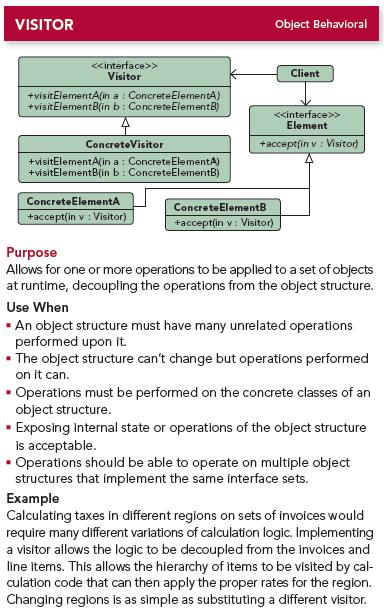 VISITOR
Object Behavioral
<<interface>>
Visitor
+visitElementA(in a : ConcreteElementA)
+visitElementB(in b : ConcreteElementB)
Client
<<interface>>
Element
+accept(in v : Visitor)
ConcreteVisitor
+visitElementA(in a : ConcreteElementA)
+visitElementB(in b : ConcreteElementB)
ConcreteElementA
+accept(in v : Visitor)
ConcreteElementB
+accept(in v : Visitor)
Purpose
Allows for one or more operations to be applied to a set of objects
at runtime, decoupling the operations from the object structure.
Use When
▪ An object structure must have many unrelated operations
performed upon it.
▪ The object structure can't change but operations performed
on it can.
▪ Operations must be performed on the concrete classes of an
object structure.
▪ Exposing internal state or operations of the object structure
is acceptable.
▪ Operations should be able to operate on multiple object
structures that implement the same interface sets.
Example
Calculating taxes in different regions on sets of invoices would
require many different variations of calculation logic. Implementing
a visitor allows the logic to be decoupled from the invoices and
line items. This allows the hierarchy of items to be visited by cal-
culation code that can then apply the proper rates for the region.
Changing regions is as simple as substituting a different visitor.